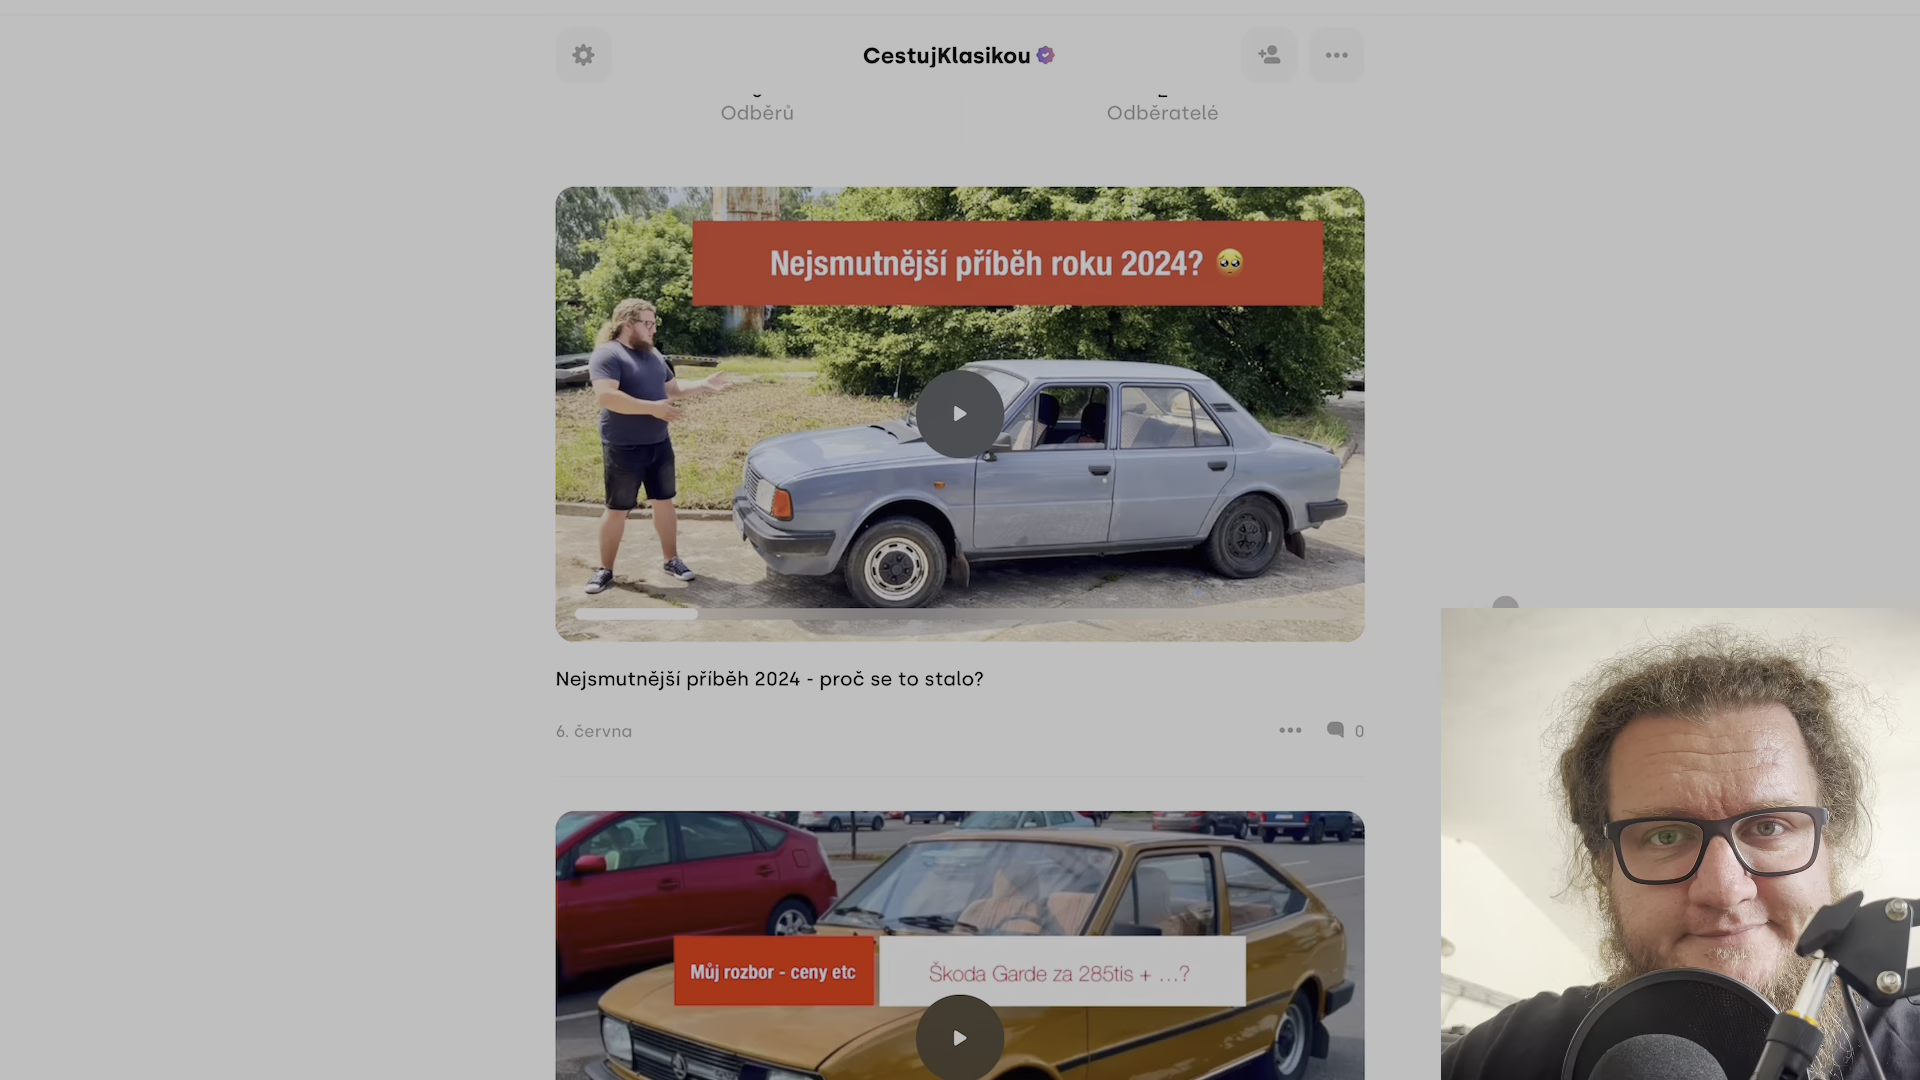 CestujKlasikou
Odběrů
Odběratelé
Nejsmutnější příběh roku 2024? 🥺
Nejsmutnější příběh 2024 - proč se to stalo?
6. června
0
Můj rozbor - ceny etc
Škoda Garde za 285tis + ...?